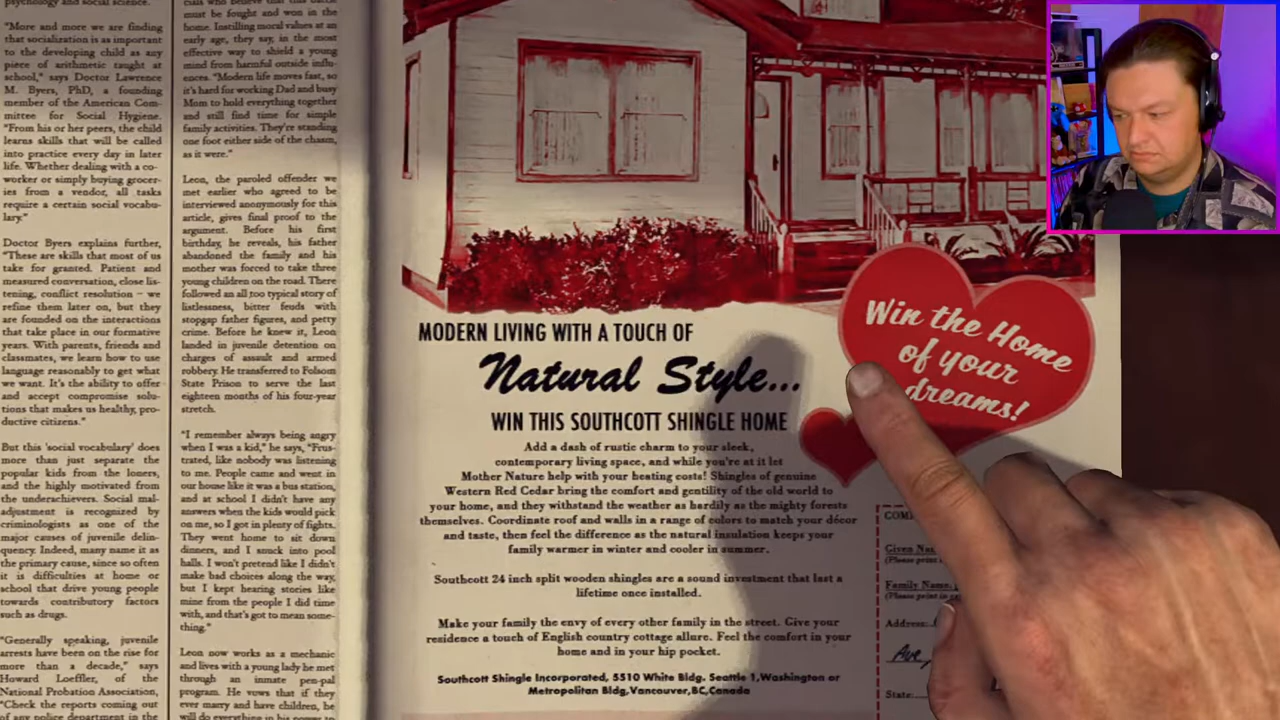 psychology and social science.
"More and more we are finding
that socialization is as important
to the developing child as any
piece of arithmetic taught at
school," says Doctor Lawrence
M. Byers, PhD, a founding
member of the American Com-
mittee for Social Hygiene.
"From his or her peers, the child
learns skills that will be called
into practice every day in later
life. Whether dealing with a co-
worker or simply buying grocer-
ies from a vendor, all tasks
require a certain social vocabu-
lary."
Doctor Byers explains further,
"These are skills that most of us
take for granted. Patient and
measured conversation, close lis-
tening, conflict resolution – we
refine them later on, but they
are founded on the interactions
that take place in our formative
years. With parents, friends and
classmates, we learn how to use
language reasonably to get what
we want. It's the ability to offer
and accept compromise solu-
tions that makes us healthy, pro-
ductive citizens."
But this 'social vocabulary' does
more than just separate the
popular kids from the loners,
and the highly motivated from
the underachievers. Social mal-
adjustment is recognized by
criminologists as one of the
major causes of juvenile delin-
quency. Indeed, many name it as
the primary cause, since so often
it is difficulties at home or
school that drive young people
towards contributory factors
such as drugs.
"Generally speaking, juvenile
arrests have been on the rise for
more than a decade," says
Howard Loeffler, of the
National Probation Association,
"Check the reports coming out
of any police department in the
cials who believe that this battle
must be fought and won in the
home. Instilling moral values at an
early age, they say, in the most
effective way to shield a young
mind from harmful outside influ-
ences. "Modern life moves fast, so
it's hard for working Dad and busy
Mom to hold everything together
and still find time for simple
family activities. They're standing
one foot either side of the chasm,
as it were."
Leon, the paroled offender we
met earlier who agreed to be
interviewed anonymously for this
article, gives final proof to the
argument. Before his first
birthday, he reveals, his father
abandoned the family and his
mother was forced to take three
young children on the road. There
followed an all too typical story of
listlessness, bitter feuds with
stopgap father figures, and petty
crime. Before he knew it, Leon
landed in juvenile detention on
charges of assault and armed
robbery. He transferred to Folsom
State Prison to serve the last
eighteen months of his four-year
stretch.
"I remember always being angry
when I was a kid," he says, "Frus-
trated, like nobody was listening
to me. People came and went in
our home like it was a bus station,
and at school I didn't have any
answers when the kids would pick
on me, so I got in plenty of fights.
They went home to sit down
dinners, and I snuck into pool
halls. I won't pretend like I didn't
make bad choices along the way,
but I kept hearing stories like
mine from the people I did time
with, and that's got to mean some-
thing."
Leon now works as a mechanic
and lives with a young lady he met
through an inmate pen-pal
program. He vows that if they
ever marry and have children, he
will do everything in his power to
MODERN LIVING WITH A TOUCH OF
Natural Style...
WIN THIS SOUTHCOTT SHINGLE HOME
Add a dash of rustic charm to your sleek,
contemporary living space, and while you're at it let
Mother Nature help with your heating costs! Shingles of genuine
Western Red Cedar bring the comfort and gentility of the old world to
your home, and they withstand the weather as hardily as the mighty forests
themselves. Coordinate roof and walls in a range of colors to match your décor
and taste, then feel the difference as the natural insulation keeps your
family warmer in winter and cooler in summer.
Southcott 24 inch split wooden shingles are a sound investment that last a
lifetime once installed.
Make your family the envy of every other family in the street. Give your
residence a touch of English country cottage allure. Feel the comfort in your
home and in your hip pocket.
Southcott Shingle Incorporated, 5510 White Bldg. Seattle 1,Washington or
Metropolitan Bldg,Vancouver,BC,Canada
Win the Home
of your
dreams!
Given
(Please print
Family Name
(Please print in
Address:
Ave
State: